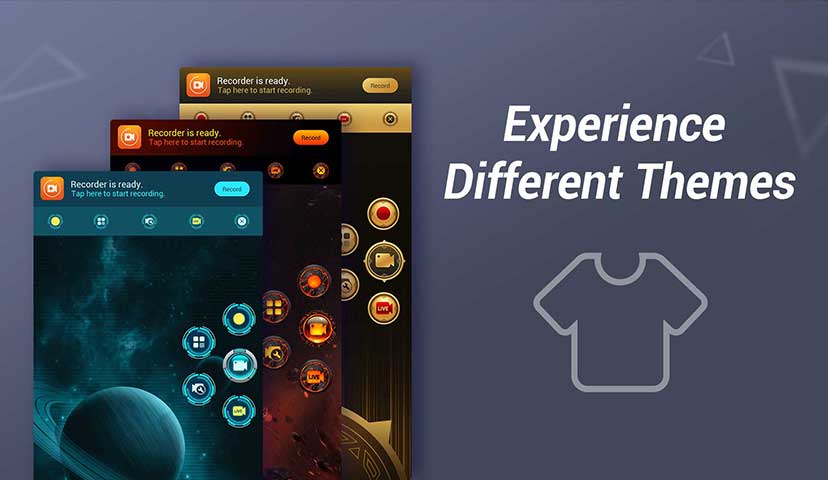 Recorder is ready.
Tap here to start recording.
Record
LIVE
Recorder is ready.
Tap here to start recording.
Record
LIVE
Recorder is ready.
Tap here to start recording.
Record
LIVE
Experience
Different Themes